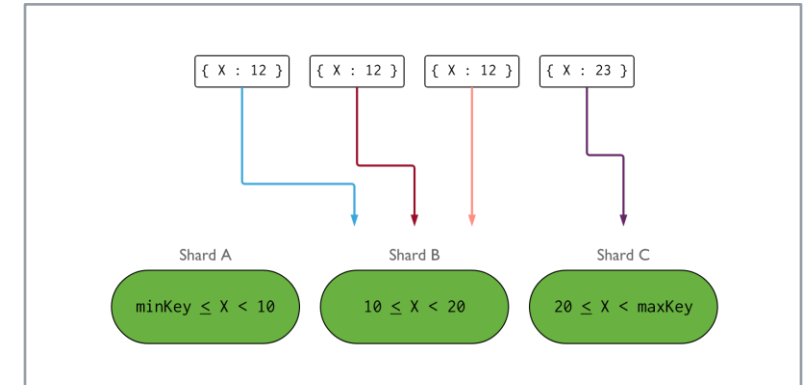 { X : 12 } { X : 12 } { X : 12 } { X : 23 }
Shard A Shard B Shard C
minKey ≤ X < 10 10 ≤ X < 20 20 ≤ X < maxKey